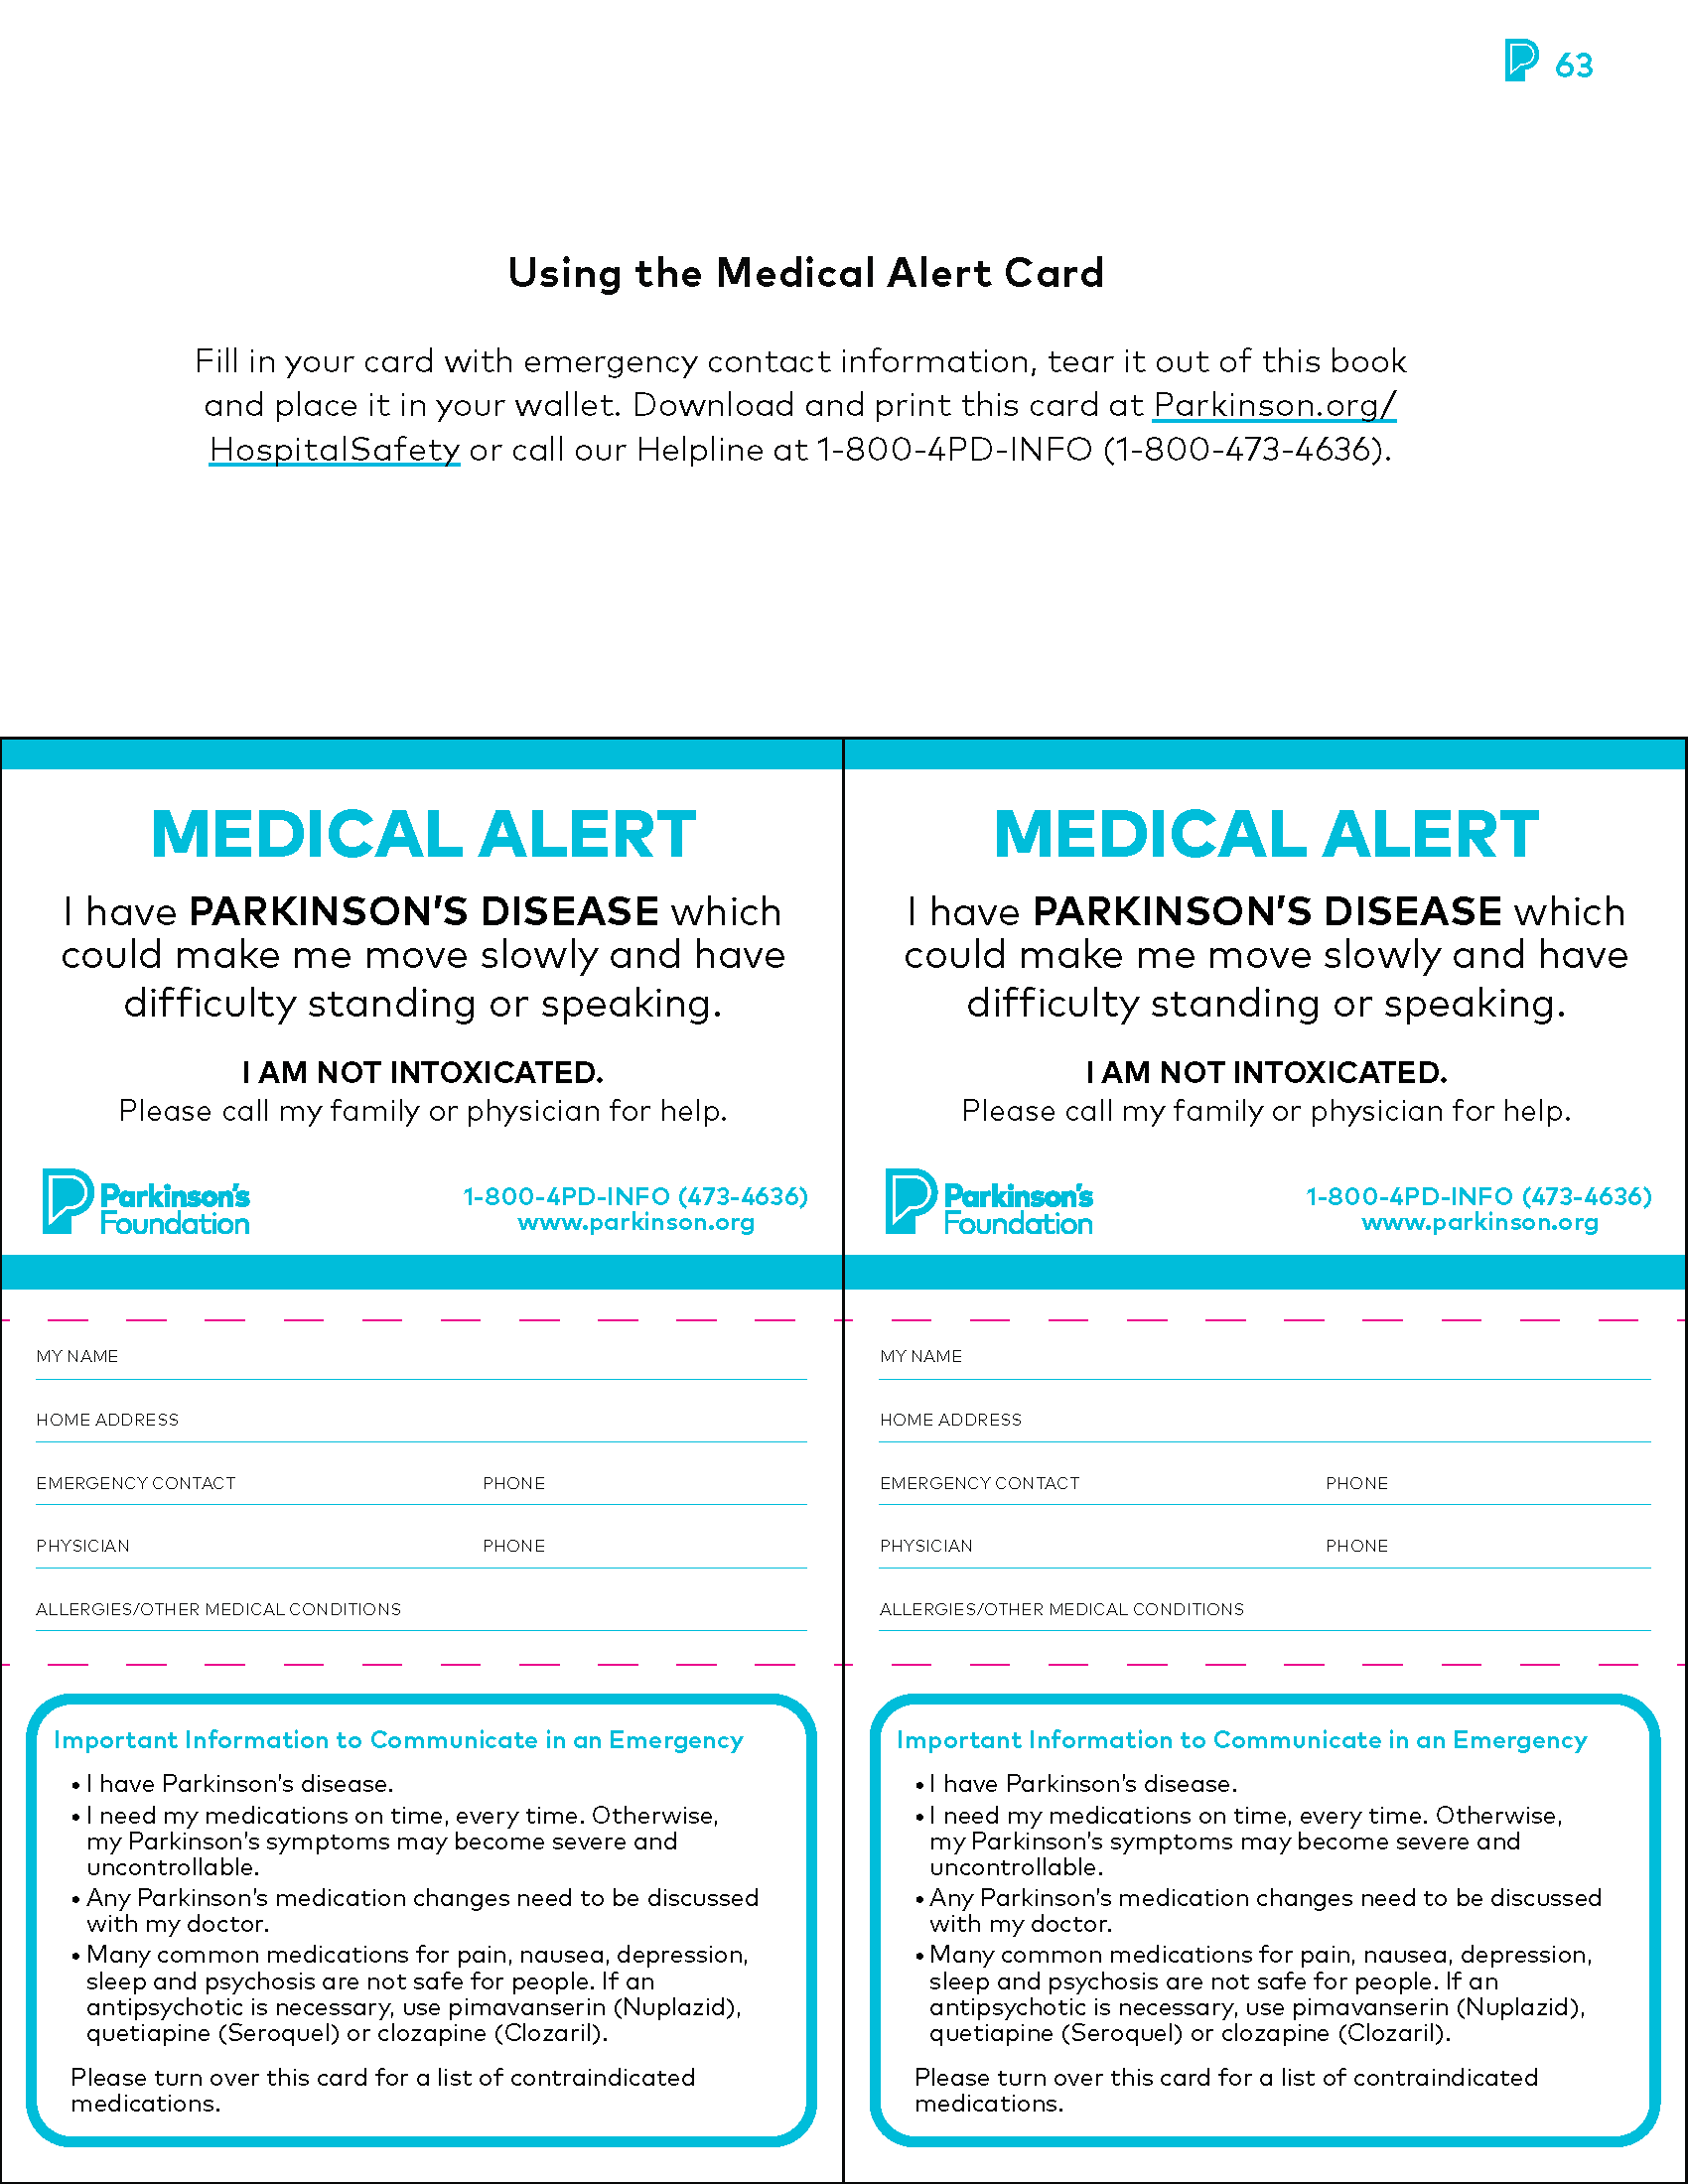 63
Using the Medical Alert Card
Fill in your card with emergency contact information, tear it out of this book
and place it in your wallet. Download and print this card at Parkinson.org/
HospitalSafety or call our Helpline at 1-800-4PD-INFO (1-800-473-4636).
MEDICAL ALERT
I have PARKINSON'S DISEASE which
could make me move slowly and have
difficulty standing or speaking.
I AM NOT INTOXICATED.
Please call my family or physician for help.
Parkinson's
Foundation
1-800-4PD-INFO (473-4636)
www.parkinson.org
MY NAME
HOME ADDRESS
EMERGENCY CONTACT PHONE
PHYSICIAN PHONE
ALLERGIES/OTHER MEDICAL CONDITIONS
Important Information to Communicate in an Emergency
• I have Parkinson's disease.
• I need my medications on time, every time. Otherwise,
my Parkinson's symptoms may become severe and
uncontrollable.
• Any Parkinson's medication changes need to be discussed
with my doctor.
• Many common medications for pain, nausea, depression,
sleep and psychosis are not safe for people. If an
antipsychotic is necessary, use pimavanserin (Nuplazid),
quetiapine (Seroquel) or clozapine (Clozaril).
Please turn over this card for a list of contraindicated
medications.
MEDICAL ALERT
I have PARKINSON'S DISEASE which
could make me move slowly and have
difficulty standing or speaking.
I AM NOT INTOXICATED.
Please call my family or physician for help.
Parkinson's
Foundation
1-800-4PD-INFO (473-4636)
www.parkinson.org
MY NAME
HOME ADDRESS
EMERGENCY CONTACT PHONE
PHYSICIAN PHONE
ALLERGIES/OTHER MEDICAL CONDITIONS
Important Information to Communicate in an Emergency
• I have Parkinson's disease.
• I need my medications on time, every time. Otherwise,
my Parkinson's symptoms may become severe and
uncontrollable.
• Any Parkinson's medication changes need to be discussed
with my doctor.
• Many common medications for pain, nausea, depression,
sleep and psychosis are not safe for people. If an
antipsychotic is necessary, use pimavanserin (Nuplazid),
quetiapine (Seroquel) or clozapine (Clozaril).
Please turn over this card for a list of contraindicated
medications.